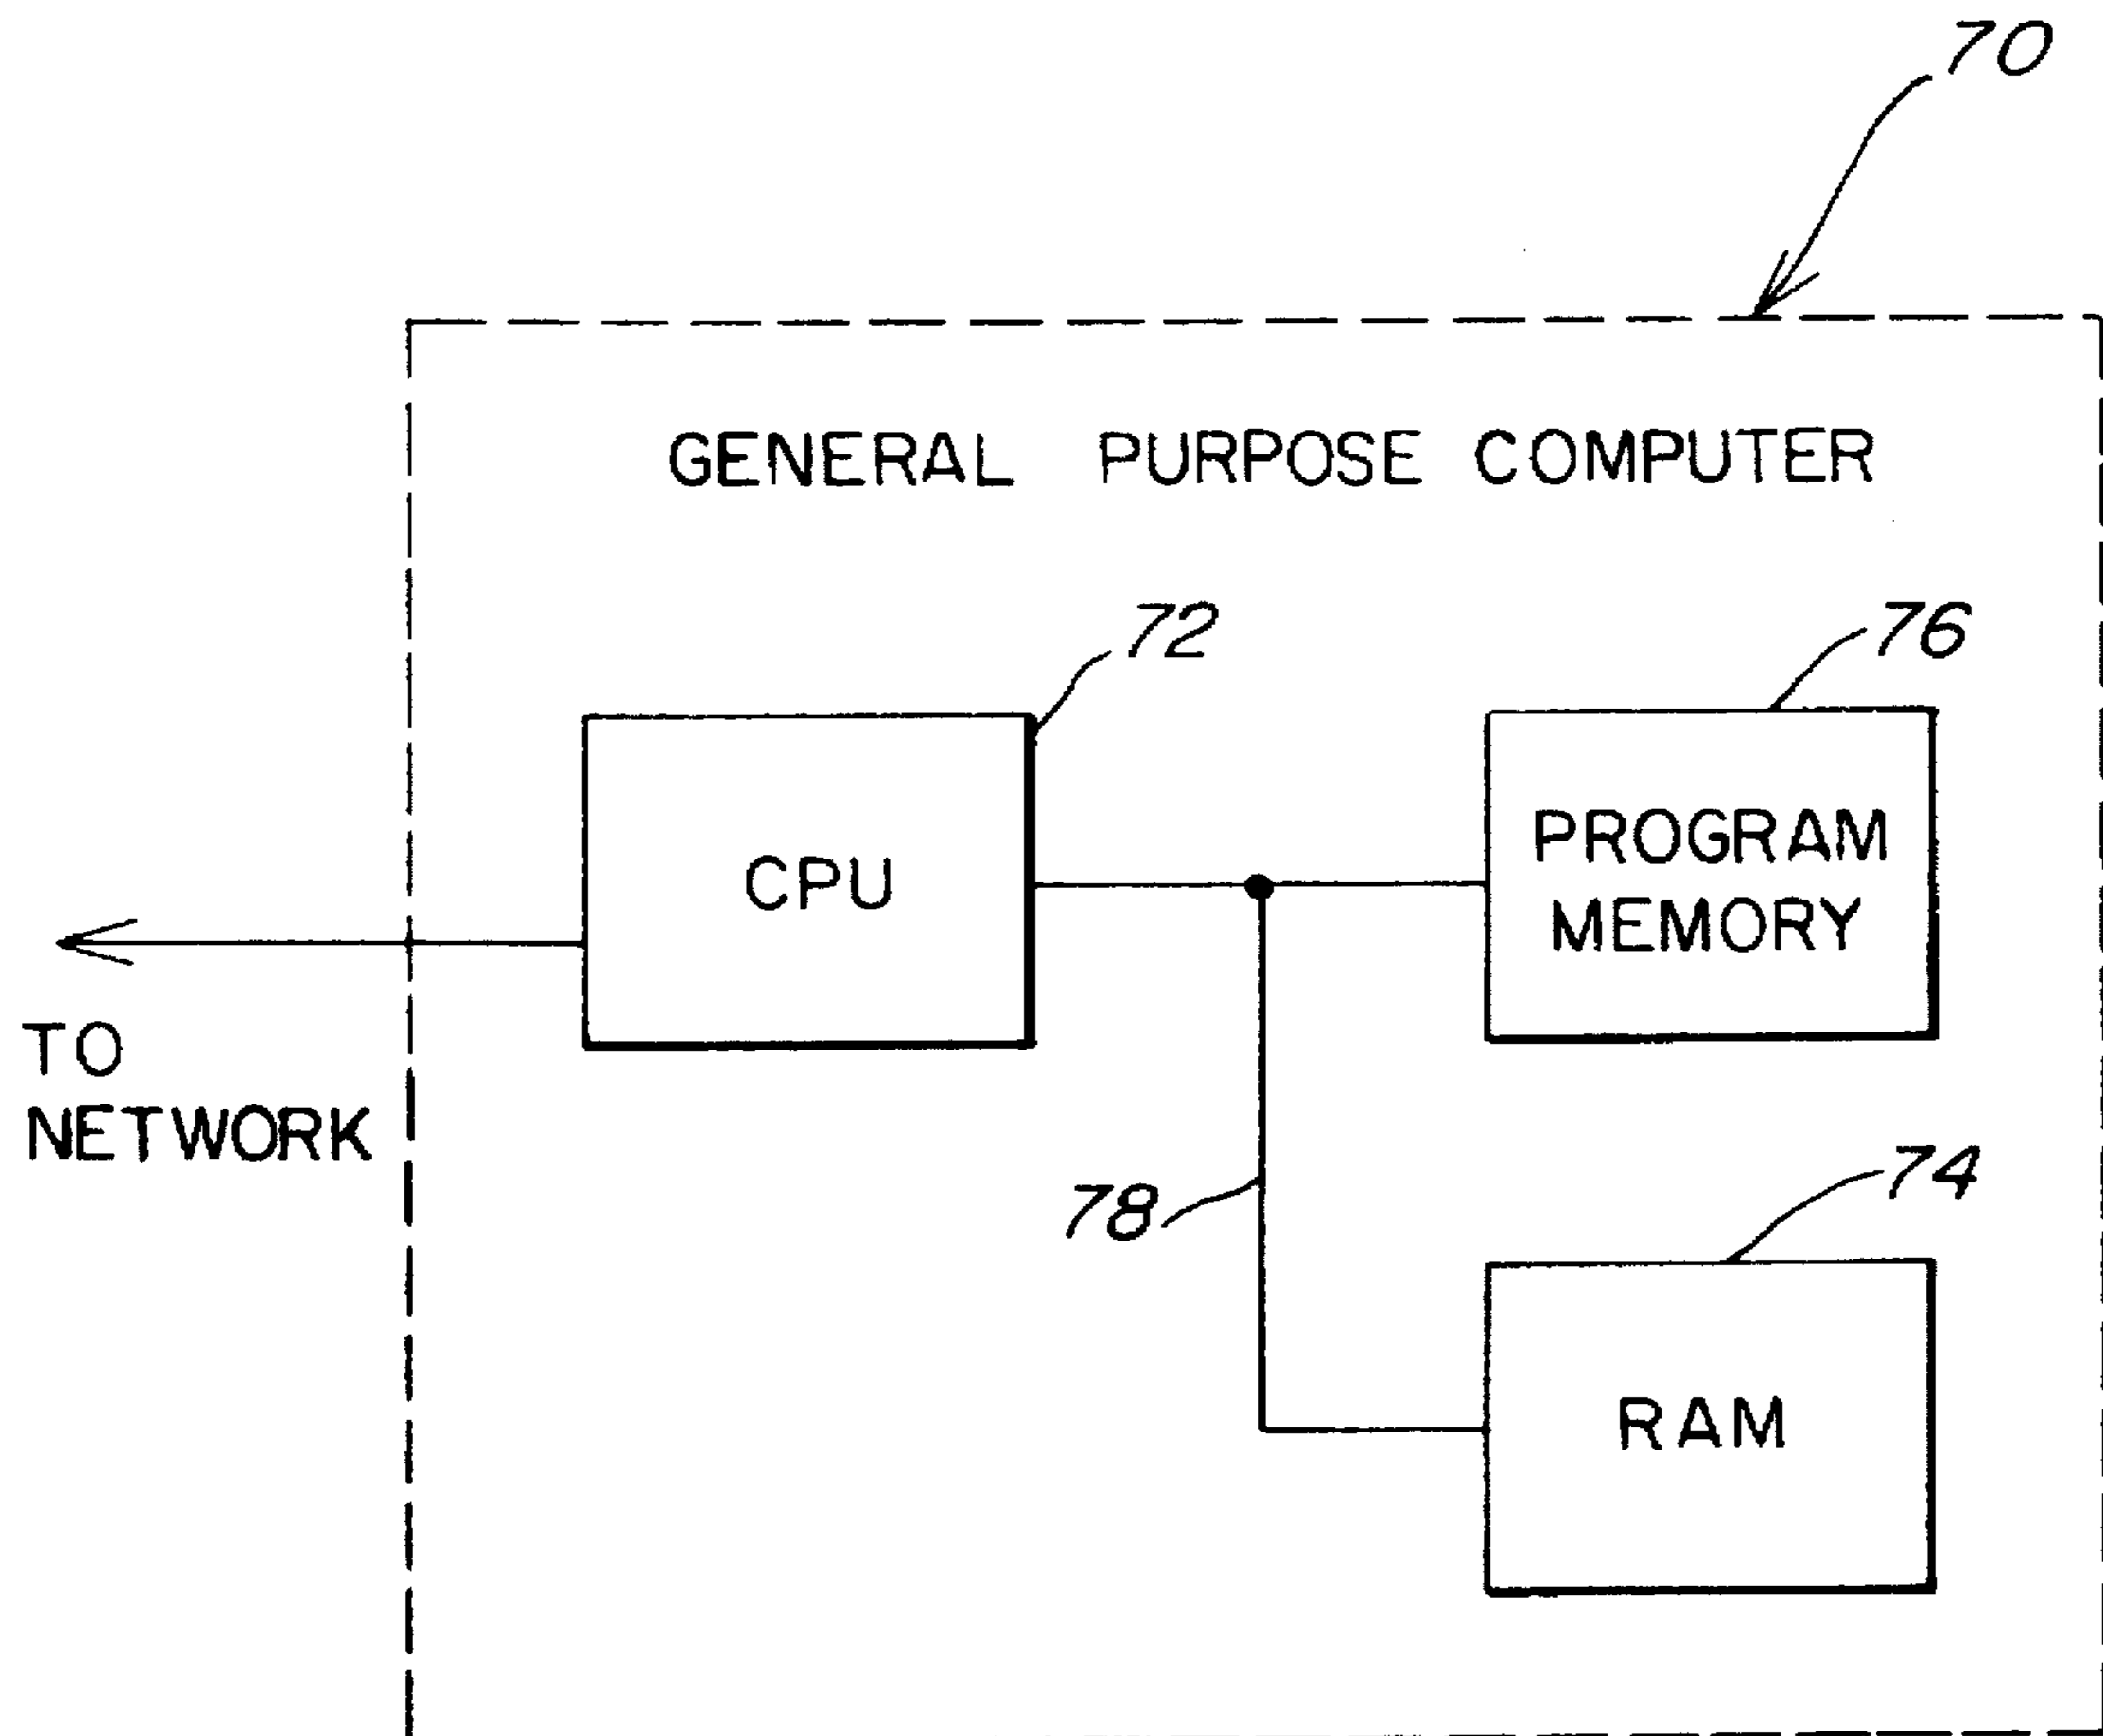 70
GENERAL PURPOSE COMPUTER
72
76
CPU
PROGRAM
MEMORY
TO
NETWORK
78
74
RAM